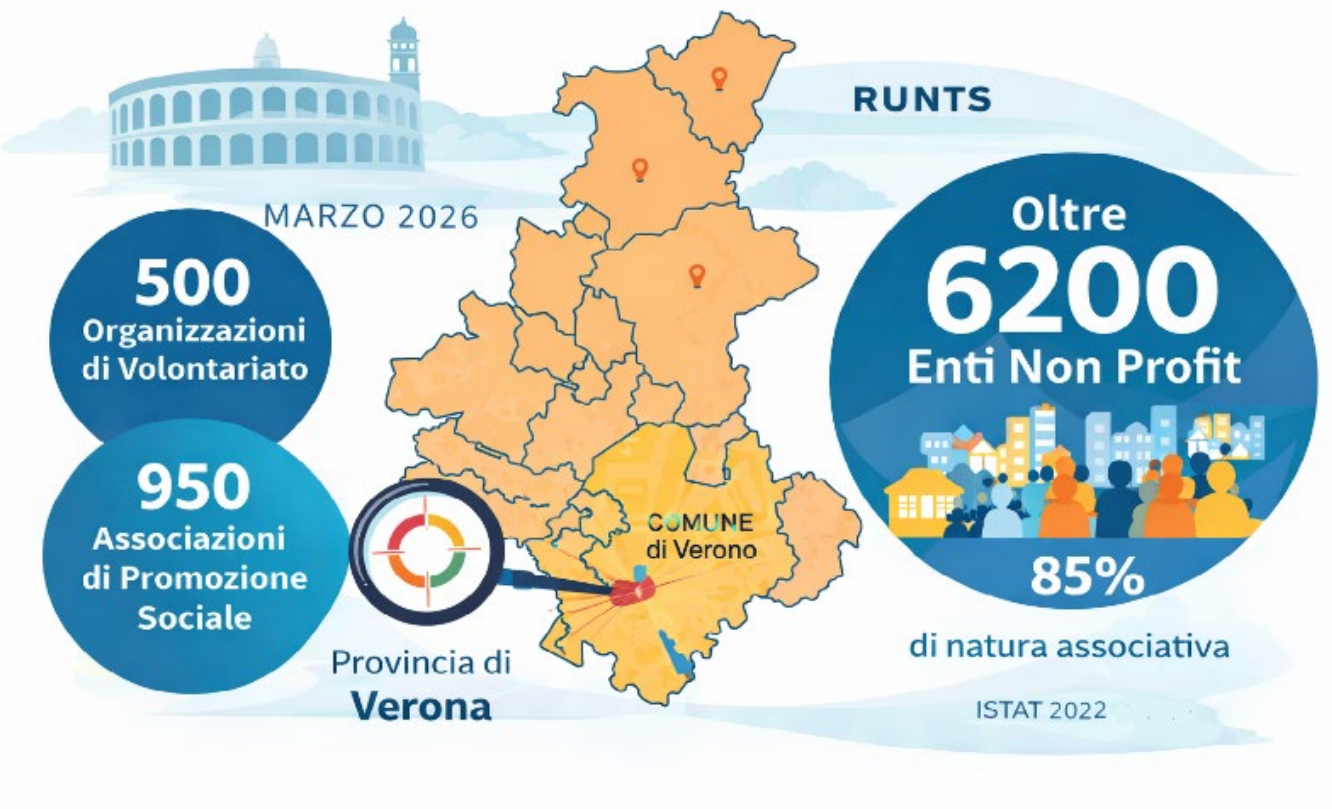 RUNTS
MARZO 2026
500
Organizzazioni
di Volontariato
950
Associazioni
di Promozione
Sociale
Provincia di
Verona
COMUNE
di Verono
Oltre
6200
Enti Non Profit
85%
di natura associativa
ISTAT 2022